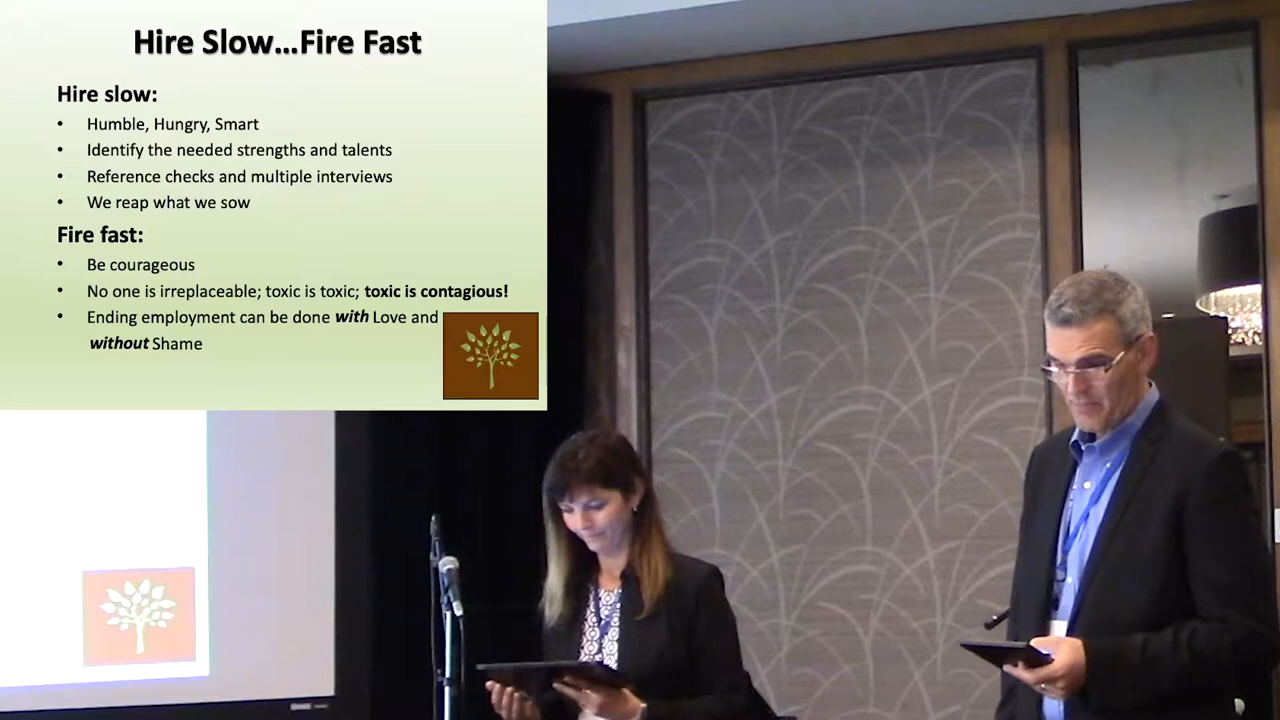 Hire Slow...Fire Fast
Hire slow:
• Humble, Hungry, Smart
• Identify the needed strengths and talents
• Reference checks and multiple interviews
• We reap what we sow
Fire fast:
• Be courageous
• No one is irreplaceable; toxic is toxic; toxic is contagious!
• Ending employment can be done with Love and
without Shame